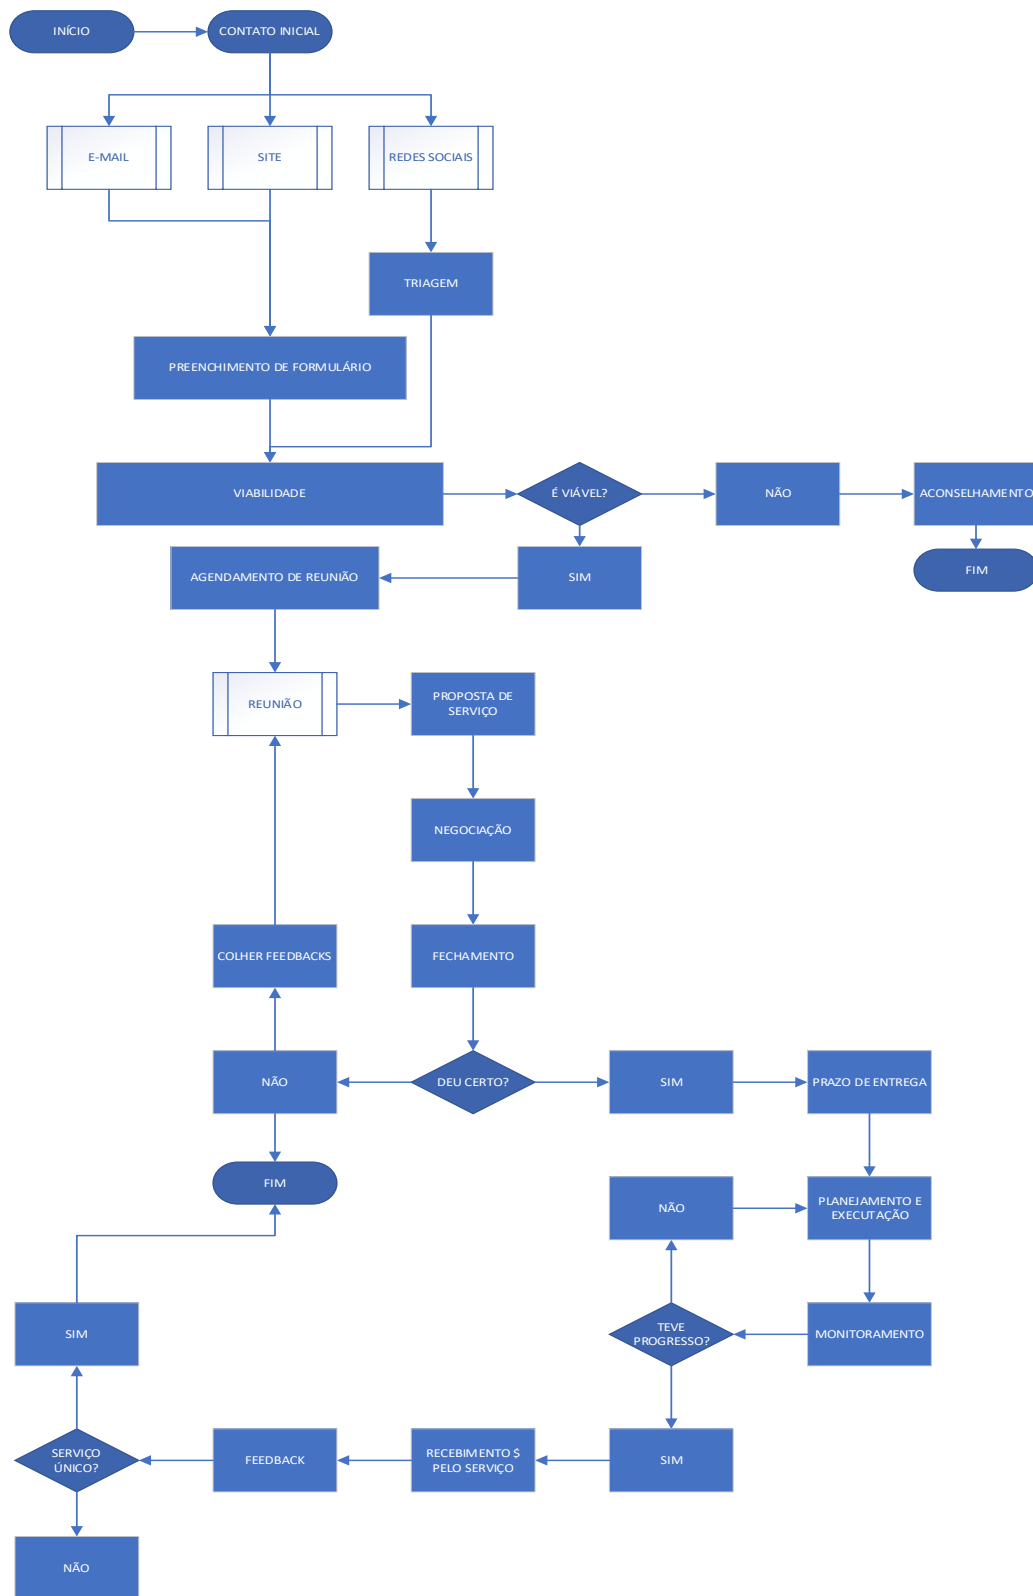 INÍCIO
CONTATO INICIAL
E-MAIL
SITE
REDES SOCIAIS
TRIAGEM
PREENCHIMENTO DE FORMULÁRIO
VIABILIDADE
É VIÁVEL?
NÃO
ACONSELHAMENTO
FIM
AGENDAMENTO DE REUNIÃO
SIM
REUNIÃO
PROPOSTA DE
SERVIÇO
NEGOCIAÇÃO
COLHER FEEDBACKS
FECHAMENTO
NÃO
DEU CERTO?
SIM
PRAZO DE ENTREGA
FIM
NÃO
PLANEJAMENTO E
EXECUTAÇÃO
SIM
TEVE
PROGRESSO?
MONITORAMENTO
SERVIÇO
ÚNICO?
FEEDBACK
RECEBIMENTO $
PELO SERVIÇO
SIM
NÃO